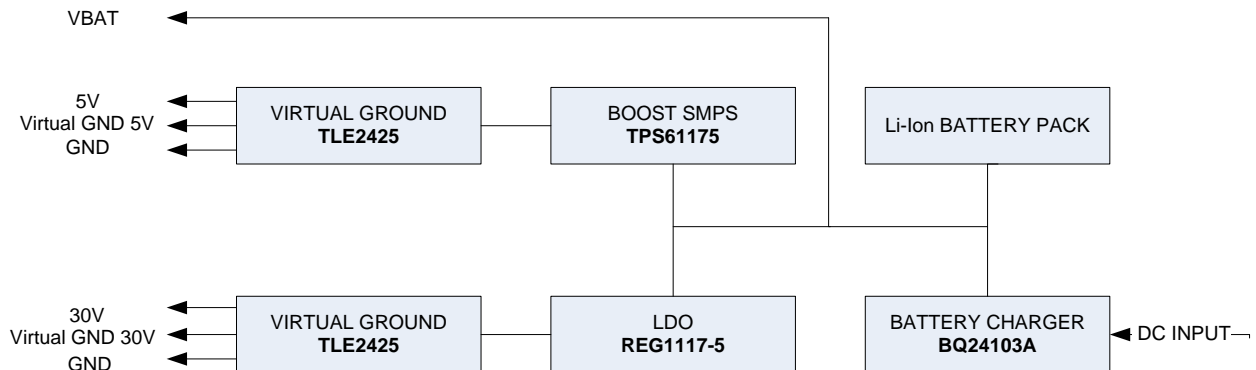 VBAT
5V
Virtual GND 5V
GND
VIRTUAL GROUND
TLE2425
BOOST SMPS
TPS61175
Li-Ion BATTERY PACK
30V
Virtual GND 30V
GND
VIRTUAL GROUND
TLE2425
LDO
REG1117-5
BATTERY CHARGER
BQ24103A
DC INPUT